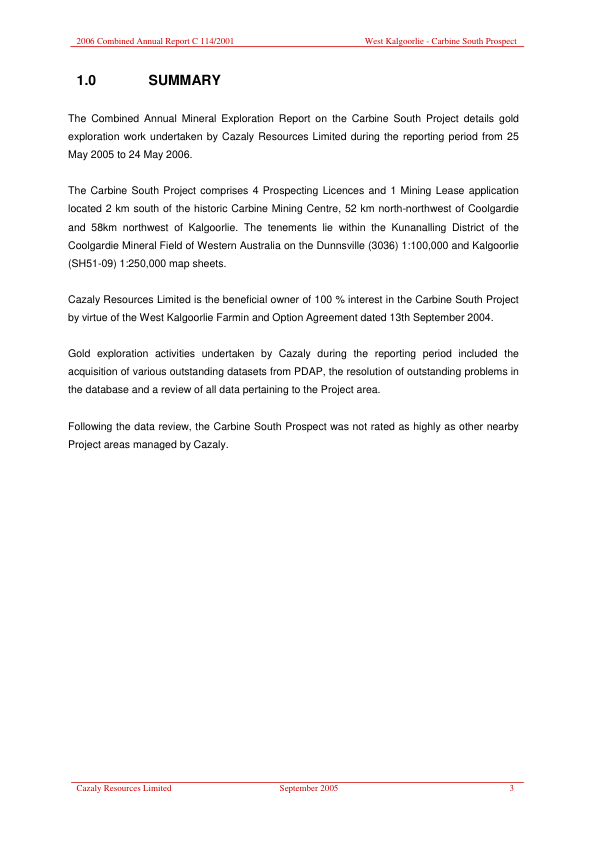 2006 Combined Annual Report C 114/2001 West Kalgoorlie - Carbine South Prospect
1.0 SUMMARY
The Combined Annual Mineral Exploration Report on the Carbine South Project details gold
exploration work undertaken by Cazaly Resources Limited during the reporting period from 25
May 2005 to 24 May 2006.
The Carbine South Project comprises 4 Prospecting Licences and 1 Mining Lease application
located 2 km south of the historic Carbine Mining Centre, 52 km north-northwest of Coolgardie
and 58km northwest of Kalgoorlie. The tenements lie within the Kunanalling District of the
Coolgardie Mineral Field of Western Australia on the Dunnsville (3036) 1:100,000 and Kalgoorlie
(SH51-09) 1:250,000 map sheets.
Cazaly Resources Limited is the beneficial owner of 100 % interest in the Carbine South Project
by virtue of the West Kalgoorlie Farmin and Option Agreement dated 13th September 2004.
Gold exploration activities undertaken by Cazaly during the reporting period included the
acquisition of various outstanding datasets from PDAP, the resolution of outstanding problems in
the database and a review of all data pertaining to the Project area.
Following the data review, the Carbine South Prospect was not rated as highly as other nearby
Project areas managed by Cazaly.
Cazaly Resources Limited September 2005 3